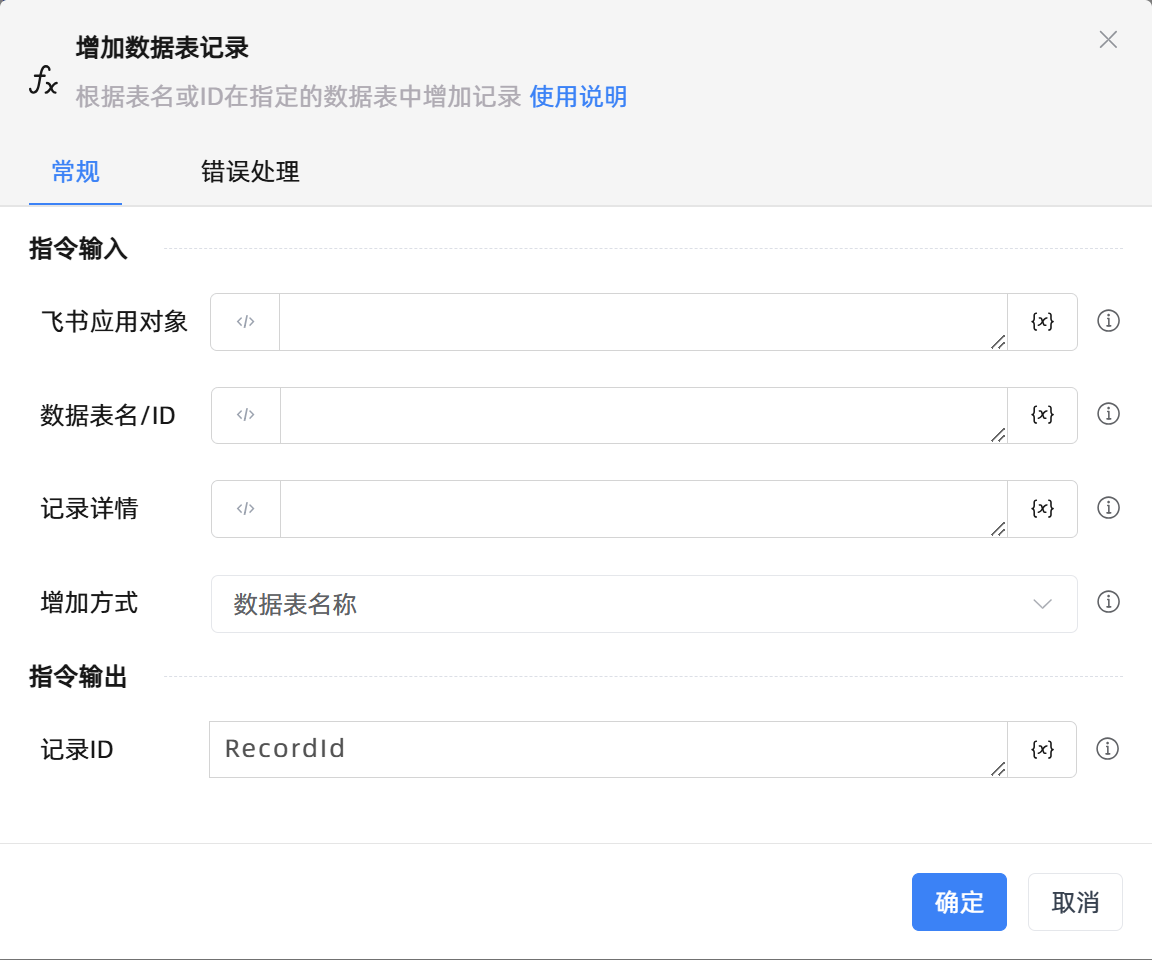 增加数据表记录
fx
根据表名或ID在指定的数据表中增加记录 使用说明
常规 错误处理
指令输入
飞书应用对象 </> {x}
数据表名/ID </> {x}
记录详情 </> {x}
增加方式 数据表名称
指令输出
记录ID RecordId {x}
确定 取消